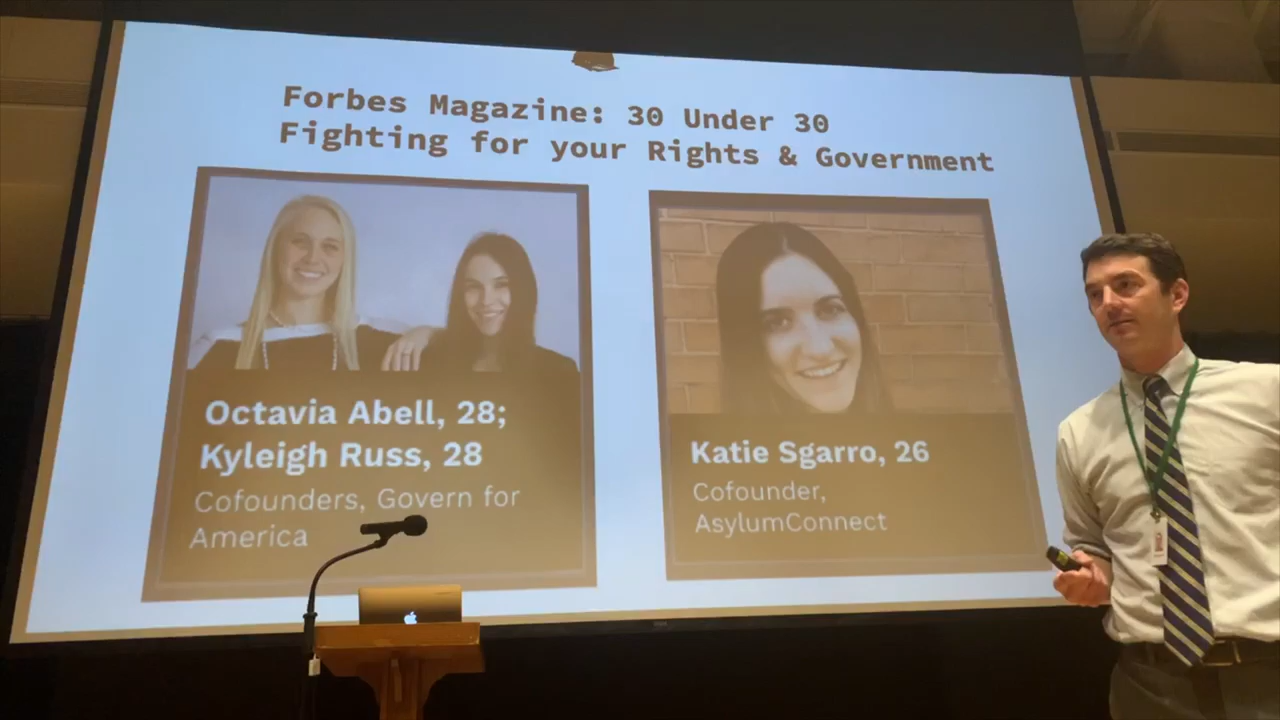 Forbes Magazine: 30 Under 30
Fighting for your Rights & Government
Octavia Abell, 28;
Kyleigh Russ, 28
Cofounders, Govern for
America
Katie Sgarro, 26
Cofounder,
AsylumConnect